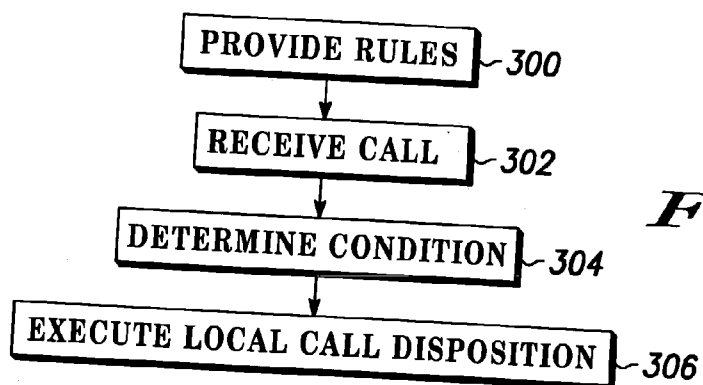 PROVIDE RULES 300
RECEIVE CALL 302
F
DETERMINE CONDITION 304
EXECUTE LOCAL CALL DISPOSITION 306